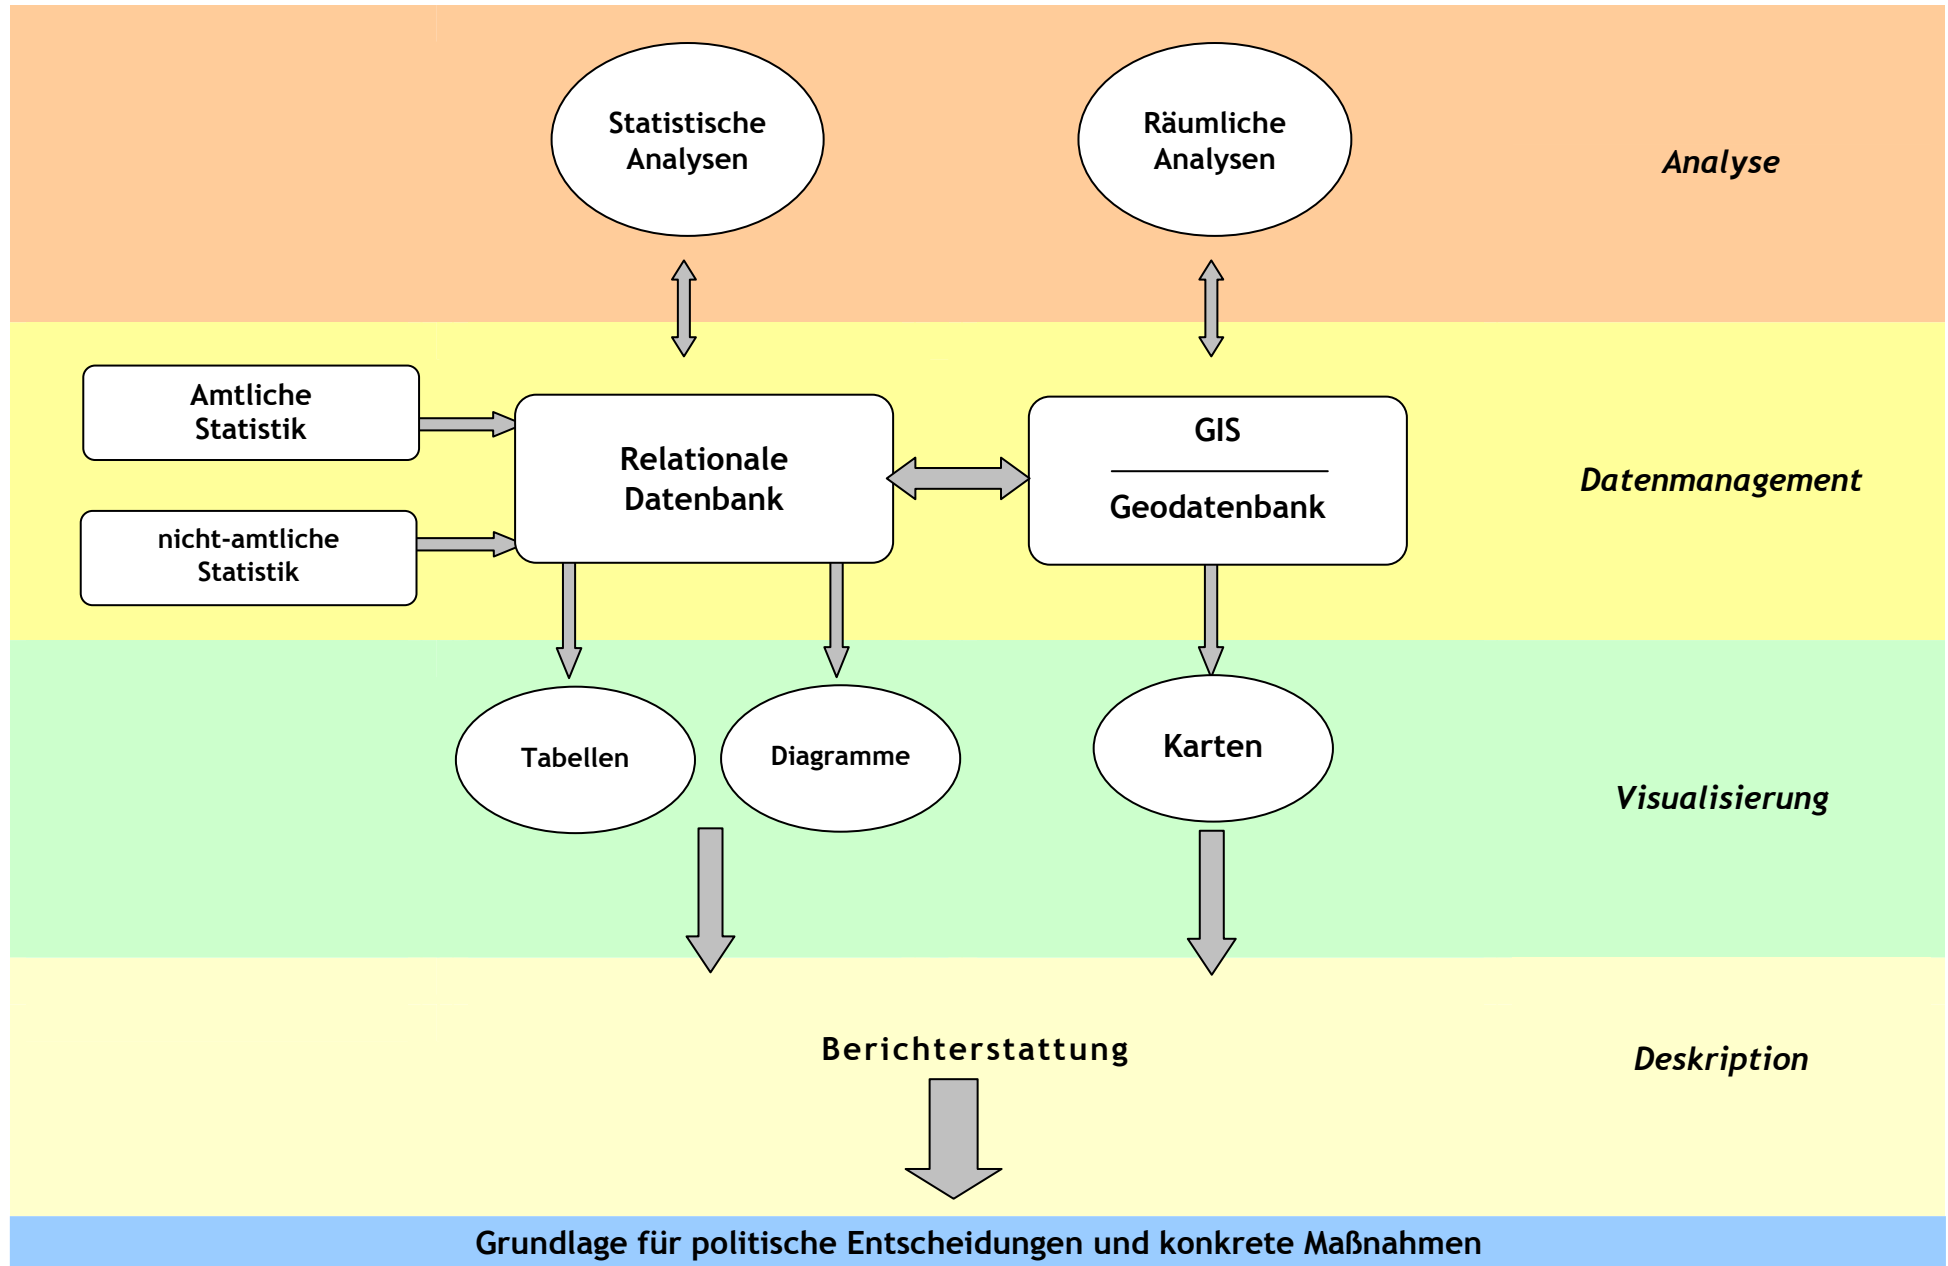 Statistische
Analysen
Räumliche
Analysen
Analyse
Amtliche
Statistik
nicht-amtliche
Statistik
Relationale
Datenbank
GIS
Geodatenbank
Datenmanagement
Tabellen
Diagramme
Karten
Visualisierung
Berichterstattung
Deskription
Grundlage für politische Entscheidungen und konkrete Maßnahmen